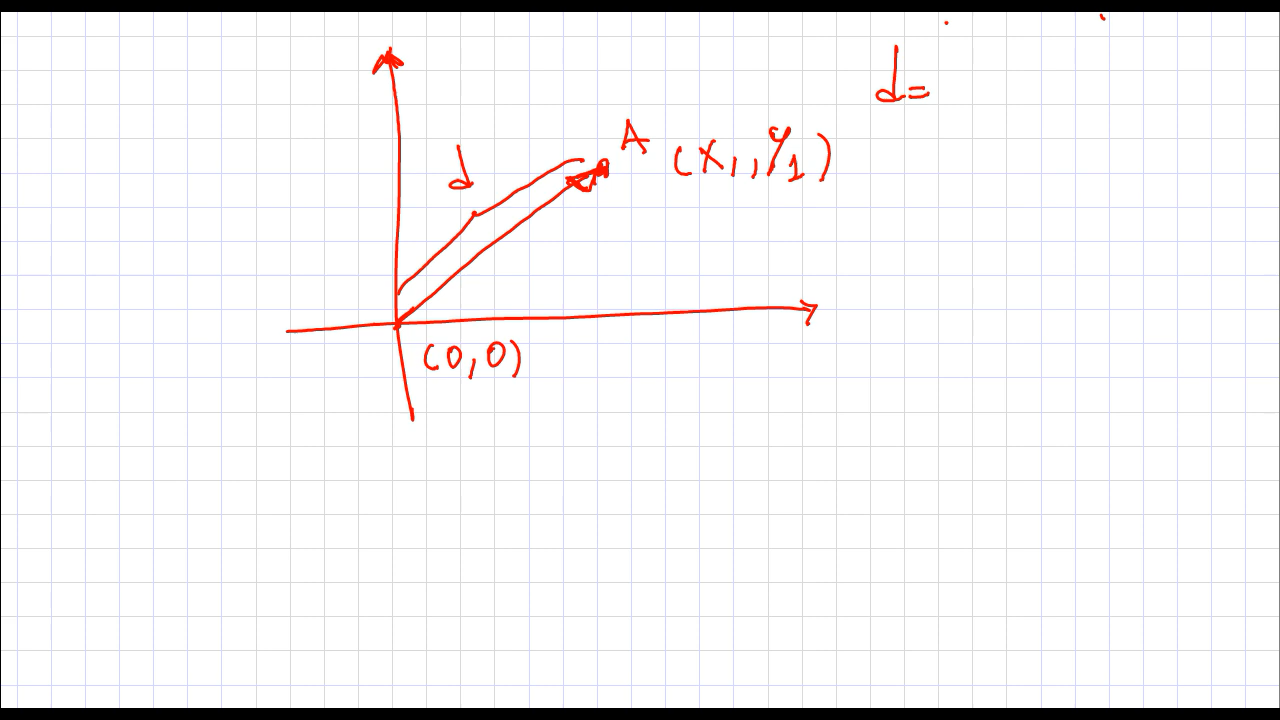 d=
A (x₁, y₁)
d
(0,0)